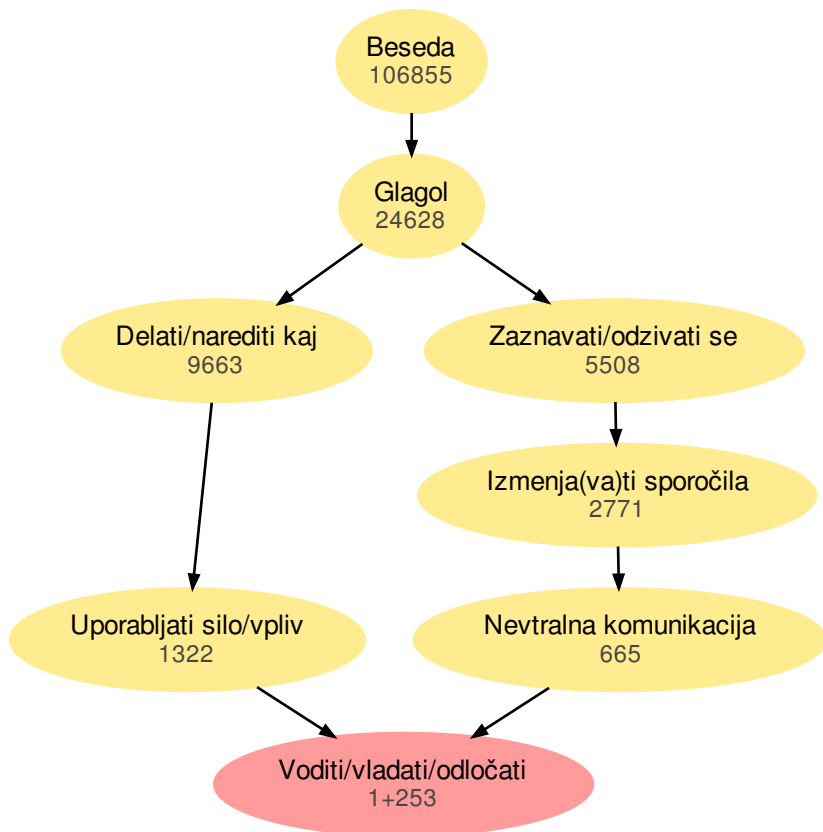 Beseda
106855
Glagol
24628
Delati/narediti kaj
9663
Zaznavati/odzivati se
5508
Izmenja(va)ti sporočila
2771
Uporabljati silo/vpliv
1322
Nevtralna komunikacija
665
Voditi/vladati/odločati
1+253